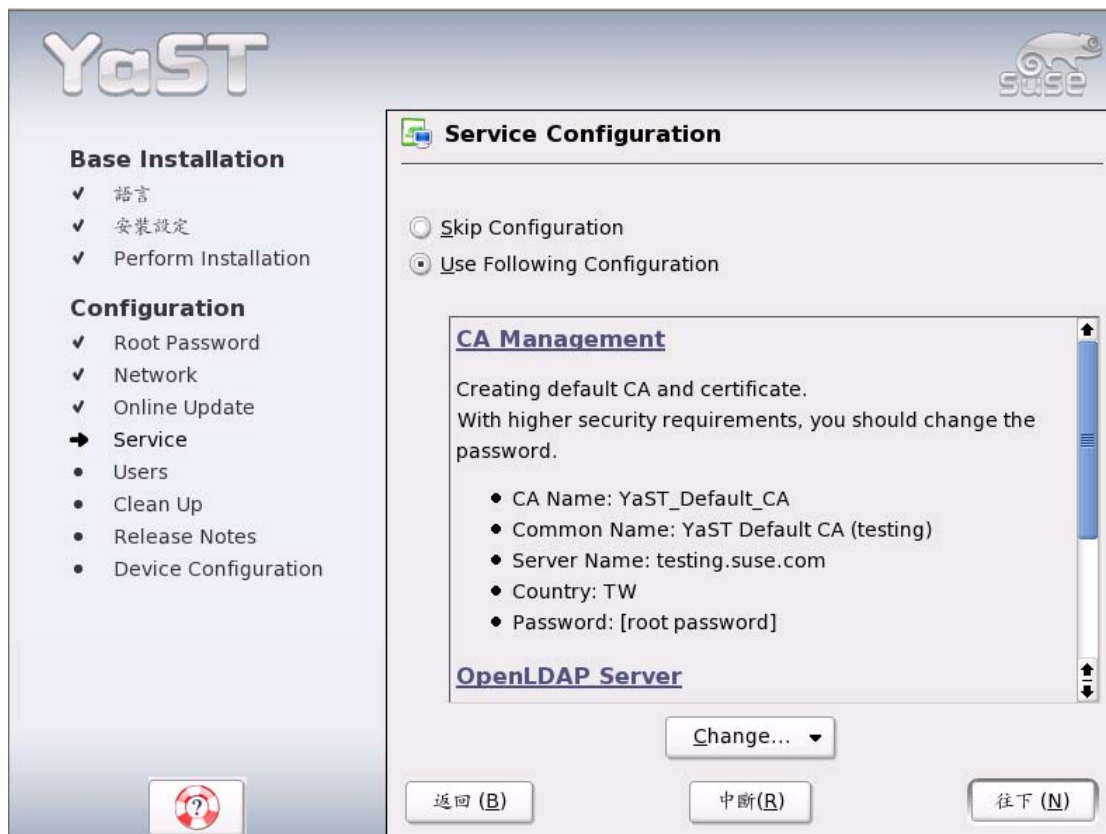 YaST
suse
Base Installation
語言
安裝設定
Perform Installation
Configuration
Root Password
Network
Online Update
Service
Users
Clean Up
Release Notes
Device Configuration
Service Configuration
Skip Configuration
Use Following Configuration
CA Management
Creating default CA and certificate.
With higher security requirements, you should change the
password.
CA Name: YaST_Default_CA
Common Name: YaST Default CA (testing)
Server Name: testing.suse.com
Country: TW
Password: [root password]
OpenLDAP Server
Change...
返回 (B)
中斷(R)
往下 (N)
?